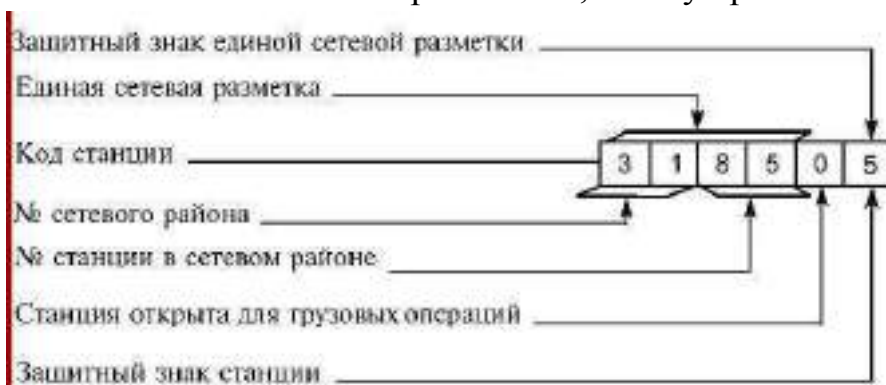 Защитный знак единой сетевой разметки
Единая сетевая разметка
Код станции
3 1 8 5 0 5
№ сетевого района
№ станции в сетевом районе
Станция открыта для грузовых операций
Защитный знак станции